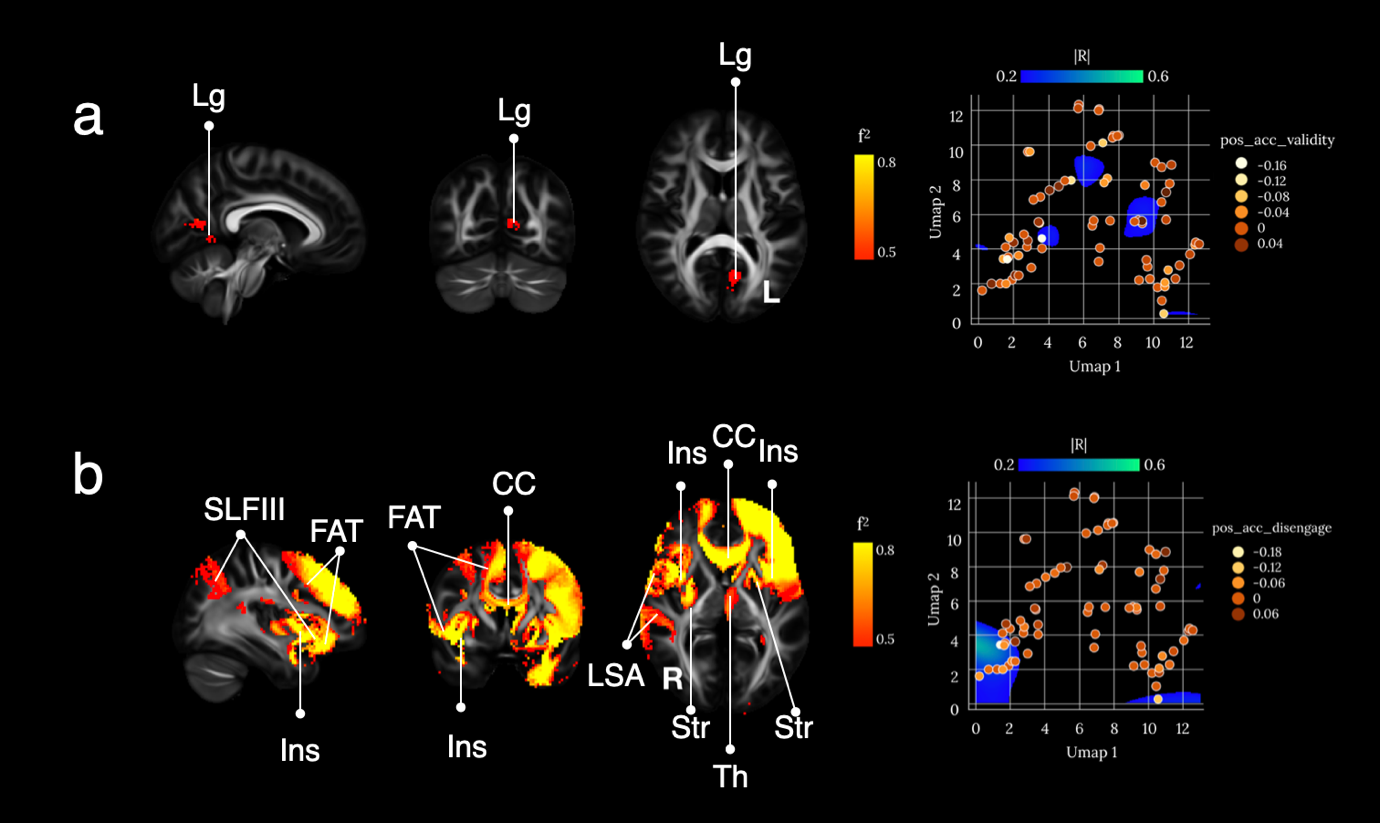 a
Lg
Lg
Lg
L
f²
0.8
0.5
|R|
0.2
0.6
12
10
8
6
4
2
0
Umap 2
0 2 4 6 8 10 12
Umap 1
pos_acc_validity
-0.16
-0.12
-0.08
-0.04
0
0.04
b
SLFIII
FAT
Ins
FAT
CC
Ins
Ins
CC
Ins
LSA
R
Str
Str
Th
f²
0.8
0.5
|R|
0.2
0.6
12
10
8
6
4
2
0
Umap 2
0 2 4 6 8 10 12
Umap 1
pos_acc_disengage
-0.18
-0.12
-0.06
0
0.06